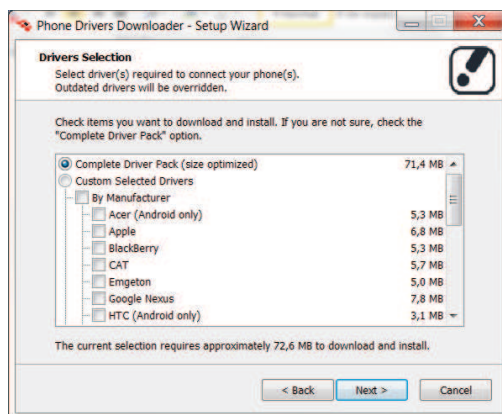 Phone Drivers Downloader - Setup Wizard
Drivers Selection
Select driver(s) required to connect your phone(s).
Outdated drivers will be overridden.
Check items you want to download and install. If you are not sure, check the
"Complete Driver Pack" option.
Complete Driver Pack (size optimized) 71,4 MB
Custom Selected Drivers
By Manufacturer
Acer (Android only) 5,3 MB
Apple 6,8 MB
BlackBerry 5,3 MB
CAT 5,7 MB
Emgeton 5,0 MB
Google Nexus 7,8 MB
HTC (Android only) 3,1 MB
The current selection requires approximately 72,6 MB to download and install.
< Back Next > Cancel